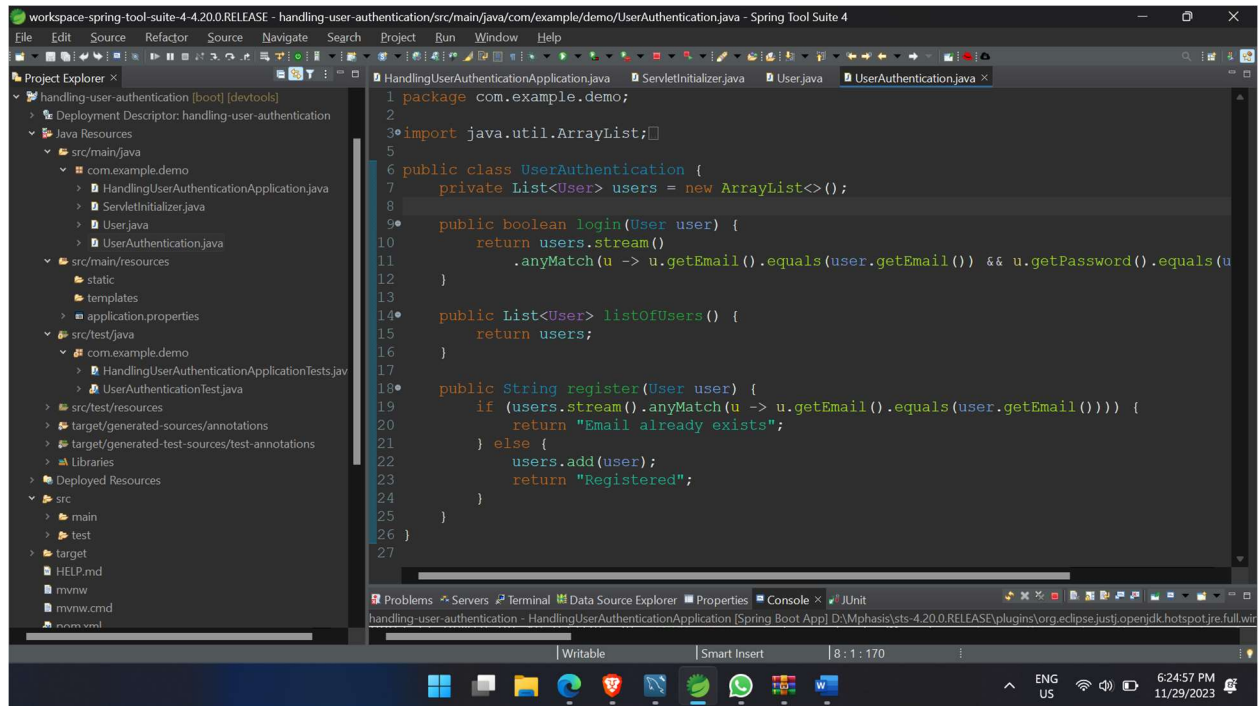 workspace-spring-tool-suite-4-4.20.0.RELEASE - handling-user-authentication/src/main/java/com/example/demo/UserAuthentication.java - Spring Tool Suite 4
File Edit Source Refactor Source Navigate Search Project Run Window Help
Project Explorer ×
handling-user-authentication [boot] [devtools]
Deployment Descriptor: handling-user-authentication
Java Resources
src/main/java
com.example.demo
HandlingUserAuthenticationApplication.java
ServletInitializer.java
User.java
UserAuthentication.java
src/main/resources
static
templates
application.properties
src/test/java
com.example.demo
HandlingUserAuthenticationApplicationTests.jav
UserAuthenticationTest.java
src/test/resources
target/generated-sources/annotations
target/generated-test-sources/test-annotations
Libraries
Deployed Resources
src
main
test
target
HELP.md
mvnw
mvnw.cmd
pom.xml
HandlingUserAuthenticationApplication.java ServletInitializer.java User.java UserAuthentication.java ×
1 package com.example.demo;
2
3 import java.util.ArrayList;
5
6 public class UserAuthentication {
7 private List<User> users = new ArrayList<>();
8
9 public boolean login(User user) {
10 return users.stream()
11 .anyMatch(u -> u.getEmail().equals(user.getEmail()) && u.getPassword().equals(u
12 }
13
14 public List<User> listOfUsers() {
15 return users;
16 }
17
18 public String register(User user) {
19 if (users.stream().anyMatch(u -> u.getEmail().equals(user.getEmail()))) {
20 return "Email already exists";
21 } else {
22 users.add(user);
23 return "Registered";
24 }
25 }
26 }
27
Problems Servers Terminal Data Source Explorer Properties Console × JUnit
handling-user-authentication - HandlingUserAuthenticationApplication [Spring Boot App] D:\Mphasis\sts-4.20.0.RELEASE\plugins\org.eclipse.justj.openjdk.hotspot.jre.full.wir
Writable Smart Insert 8 : 1 : 170
ENG
US
6:24:57 PM
11/29/2023